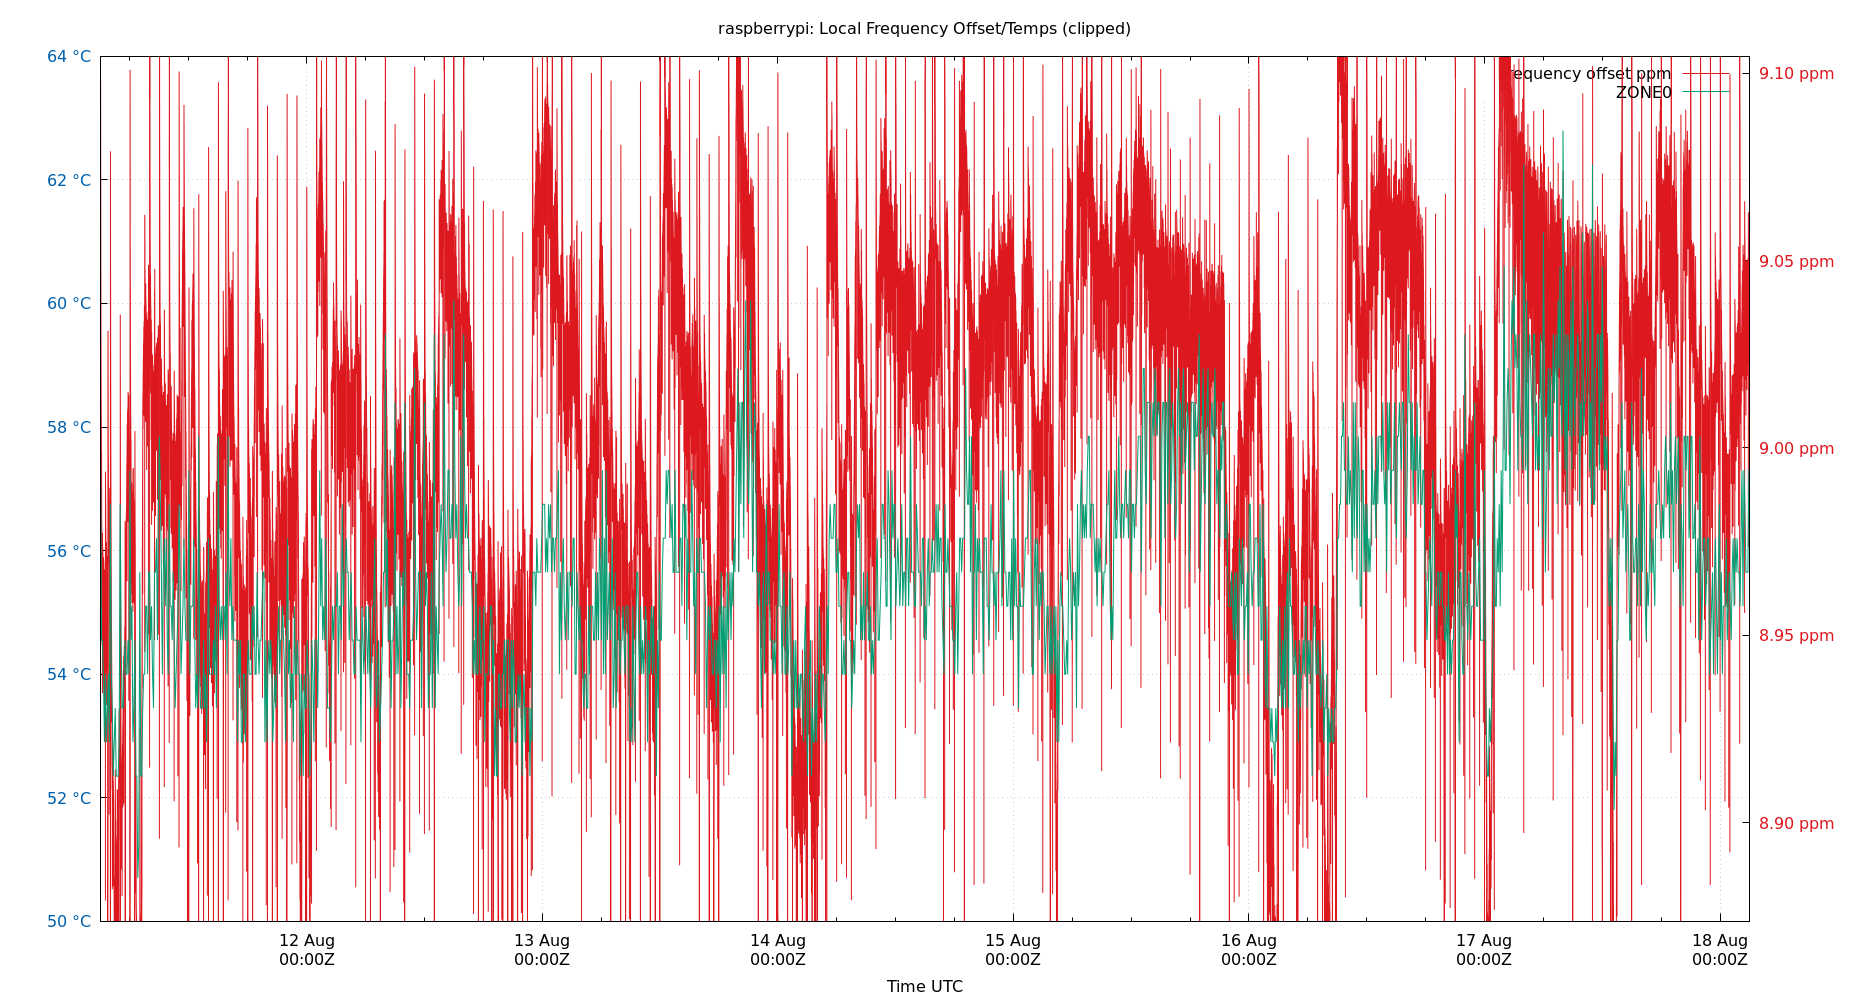 raspberrypi: Local Frequency Offset/Temps (clipped)
64 °C
62 °C
60 °C
58 °C
56 °C
54 °C
52 °C
50 °C
equency offset ppm
ZONE0
9.10 ppm
9.05 ppm
9.00 ppm
8.95 ppm
8.90 ppm
12 Aug
00:00Z
13 Aug
00:00Z
14 Aug
00:00Z
15 Aug
00:00Z
16 Aug
00:00Z
17 Aug
00:00Z
18 Aug
00:00Z
Time UTC